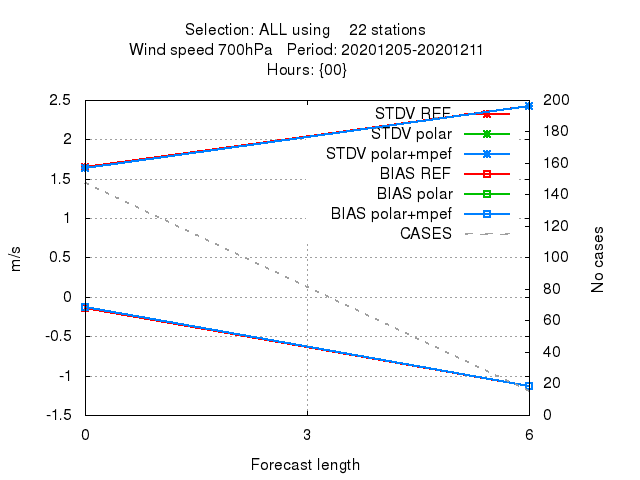 Selection: ALL using 22 stations
Wind speed 700hPa Period: 20201205-20201211
Hours: {00}
2.5
2
1.5
1
0.5
0
-0.5
-1
-1.5
m/s
STDV REF
STDV polar
STDV polar+mpef
BIAS REF
BIAS polar
BIAS polar+mpef
CASES
200
180
160
140
120
100
80
60
40
20
0
No cases
0 3 6
Forecast length